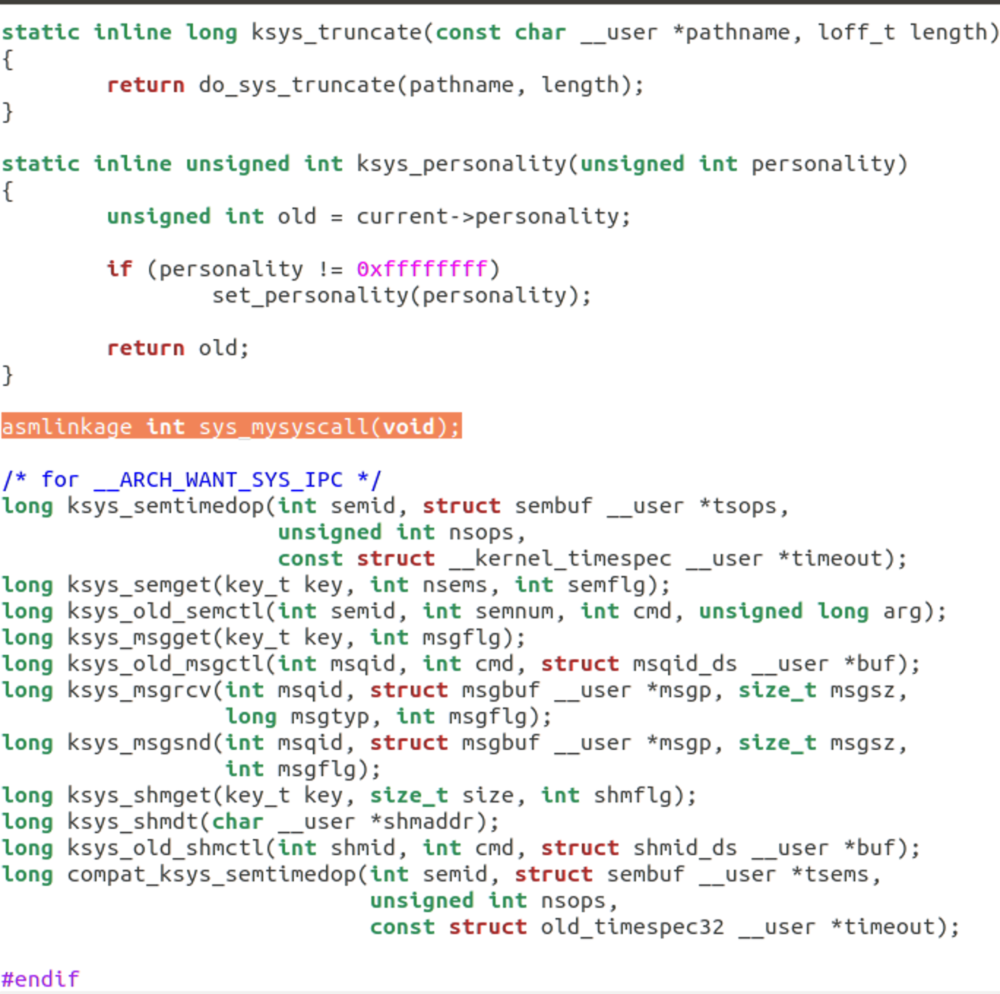 static inline long ksys_truncate(const char __user *pathname, loff_t length)
{
        return do_sys_truncate(pathname, length);
}

static inline unsigned int ksys_personality(unsigned int personality)
{
        unsigned int old = current->personality;

        if (personality != 0xffffffff)
                set_personality(personality);

        return old;
}

asmlinkage int sys_mysyscall(void);

/* for __ARCH_WANT_SYS_IPC */
long ksys_semtimedop(int semid, struct sembuf __user *tsops,
                     unsigned int nsops,
                     const struct __kernel_timespec __user *timeout);
long ksys_semget(key_t key, int nsems, int semflg);
long ksys_old_semctl(int semid, int semnum, int cmd, unsigned long arg);
long ksys_msgget(key_t key, int msgflg);
long ksys_old_msgctl(int msqid, int cmd, struct msqid_ds __user *buf);
long ksys_msgrcv(int msqid, struct msgbuf __user *msgp, size_t msgsz,
                 long msgtyp, int msgflg);
long ksys_msgsnd(int msqid, struct msgbuf __user *msgp, size_t msgsz,
                 int msgflg);
long ksys_shmget(key_t key, size_t size, int shmflg);
long ksys_shmdt(char __user *shmaddr);
long ksys_old_shmctl(int shmid, int cmd, struct shmid_ds __user *buf);
long compat_ksys_semtimedop(int semid, struct sembuf __user *tsems,
                            unsigned int nsops,
                            const struct old_timespec32 __user *timeout);

#endif